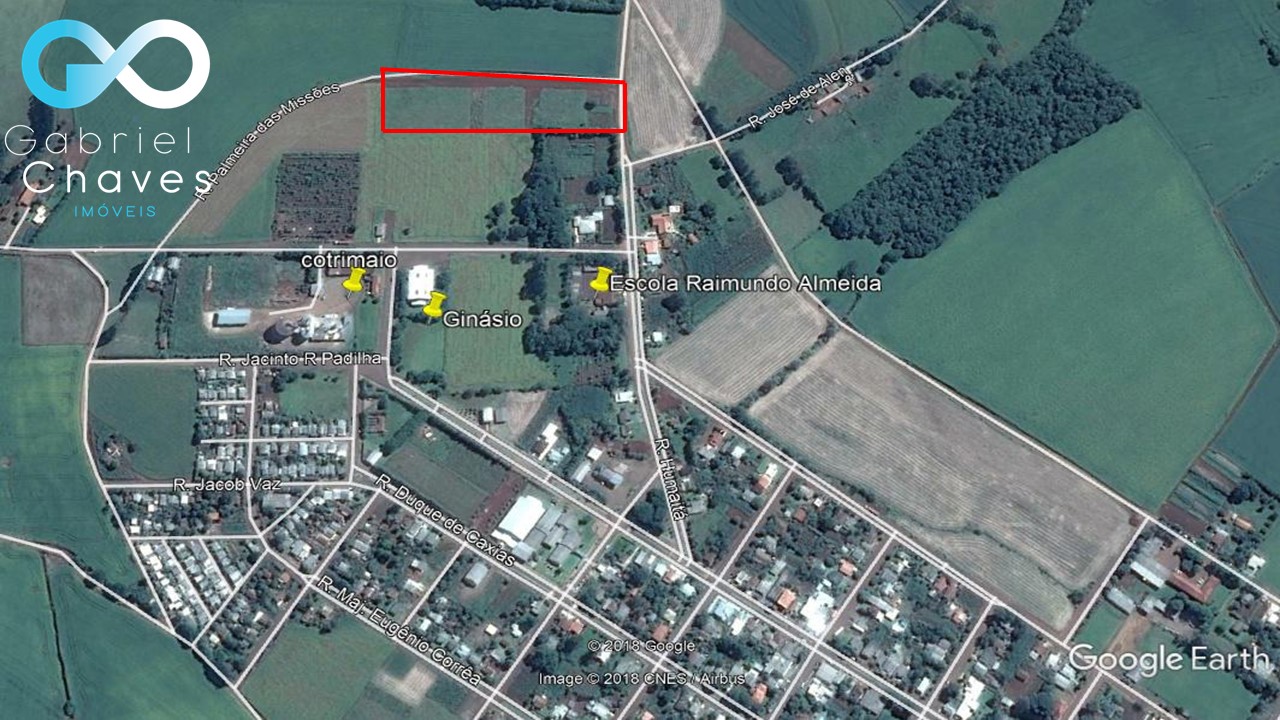 Gabriel
Chaves
IMÓVEIS
R. Palmeira das Missões
R. José de Alen
cotrimaio
Escola Raimundo Almeida
Ginásio
R. Jacinto R Padilha
R. Humaitá
R. Jacob Vaz
R. Duque de Caxias
R. Maj. Eugênio Corrêa
© 2018 Google
Image © 2018 CNES / Airbus
Google Earth